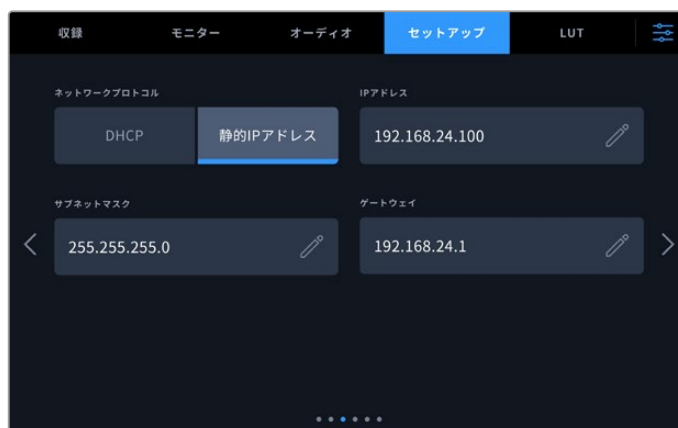 収録 モニター オーディオ セットアップ LUT
ネットワークプロトコル IPアドレス
DHCP 静的IPアドレス 192.168.24.100
サブネットマスク ゲートウェイ
255.255.255.0 192.168.24.1